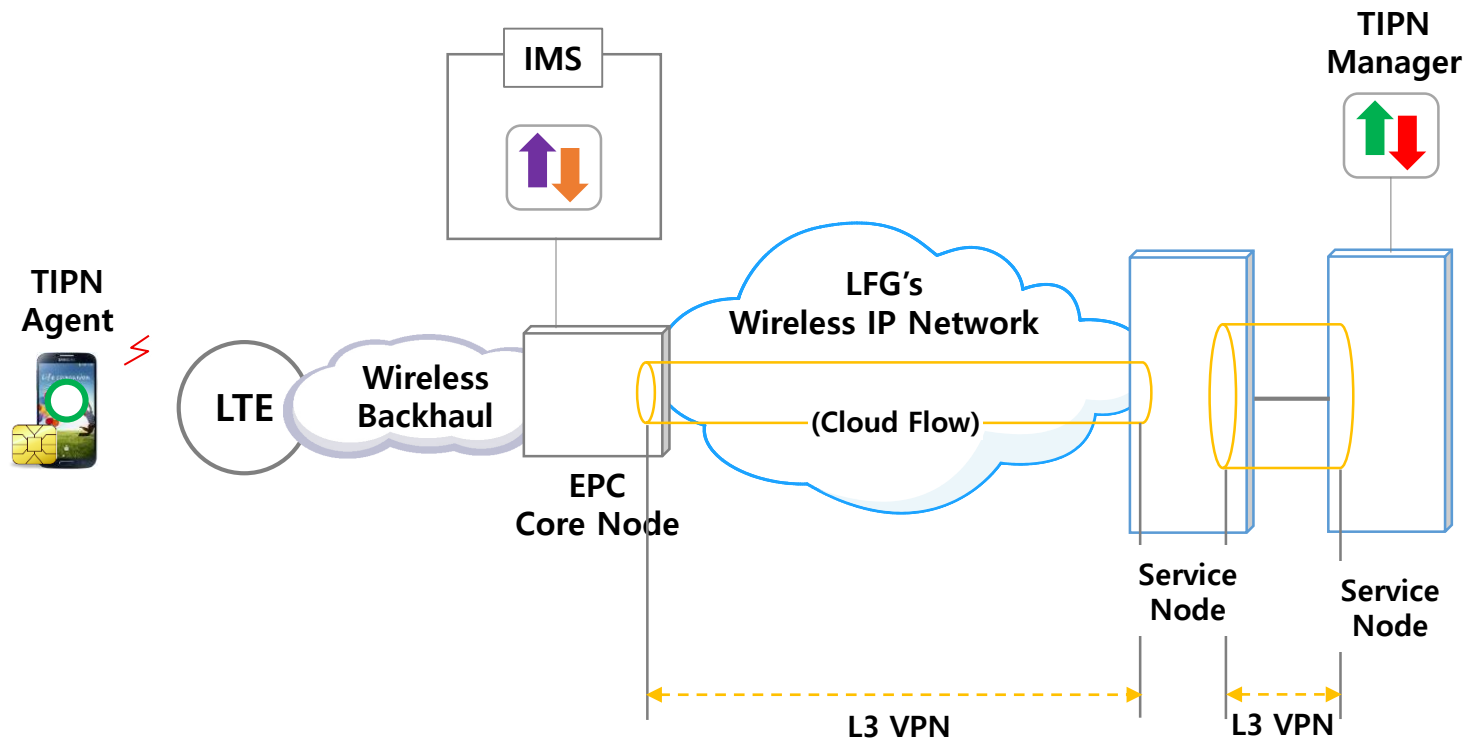 TIPN
Manager
IMS
TIPN
Agent
LTE
Wireless
Backhaul
EPC
Core Node
LFG's
Wireless IP Network
(Cloud Flow)
Service
Node
Service
Node
L3 VPN
L3 VPN